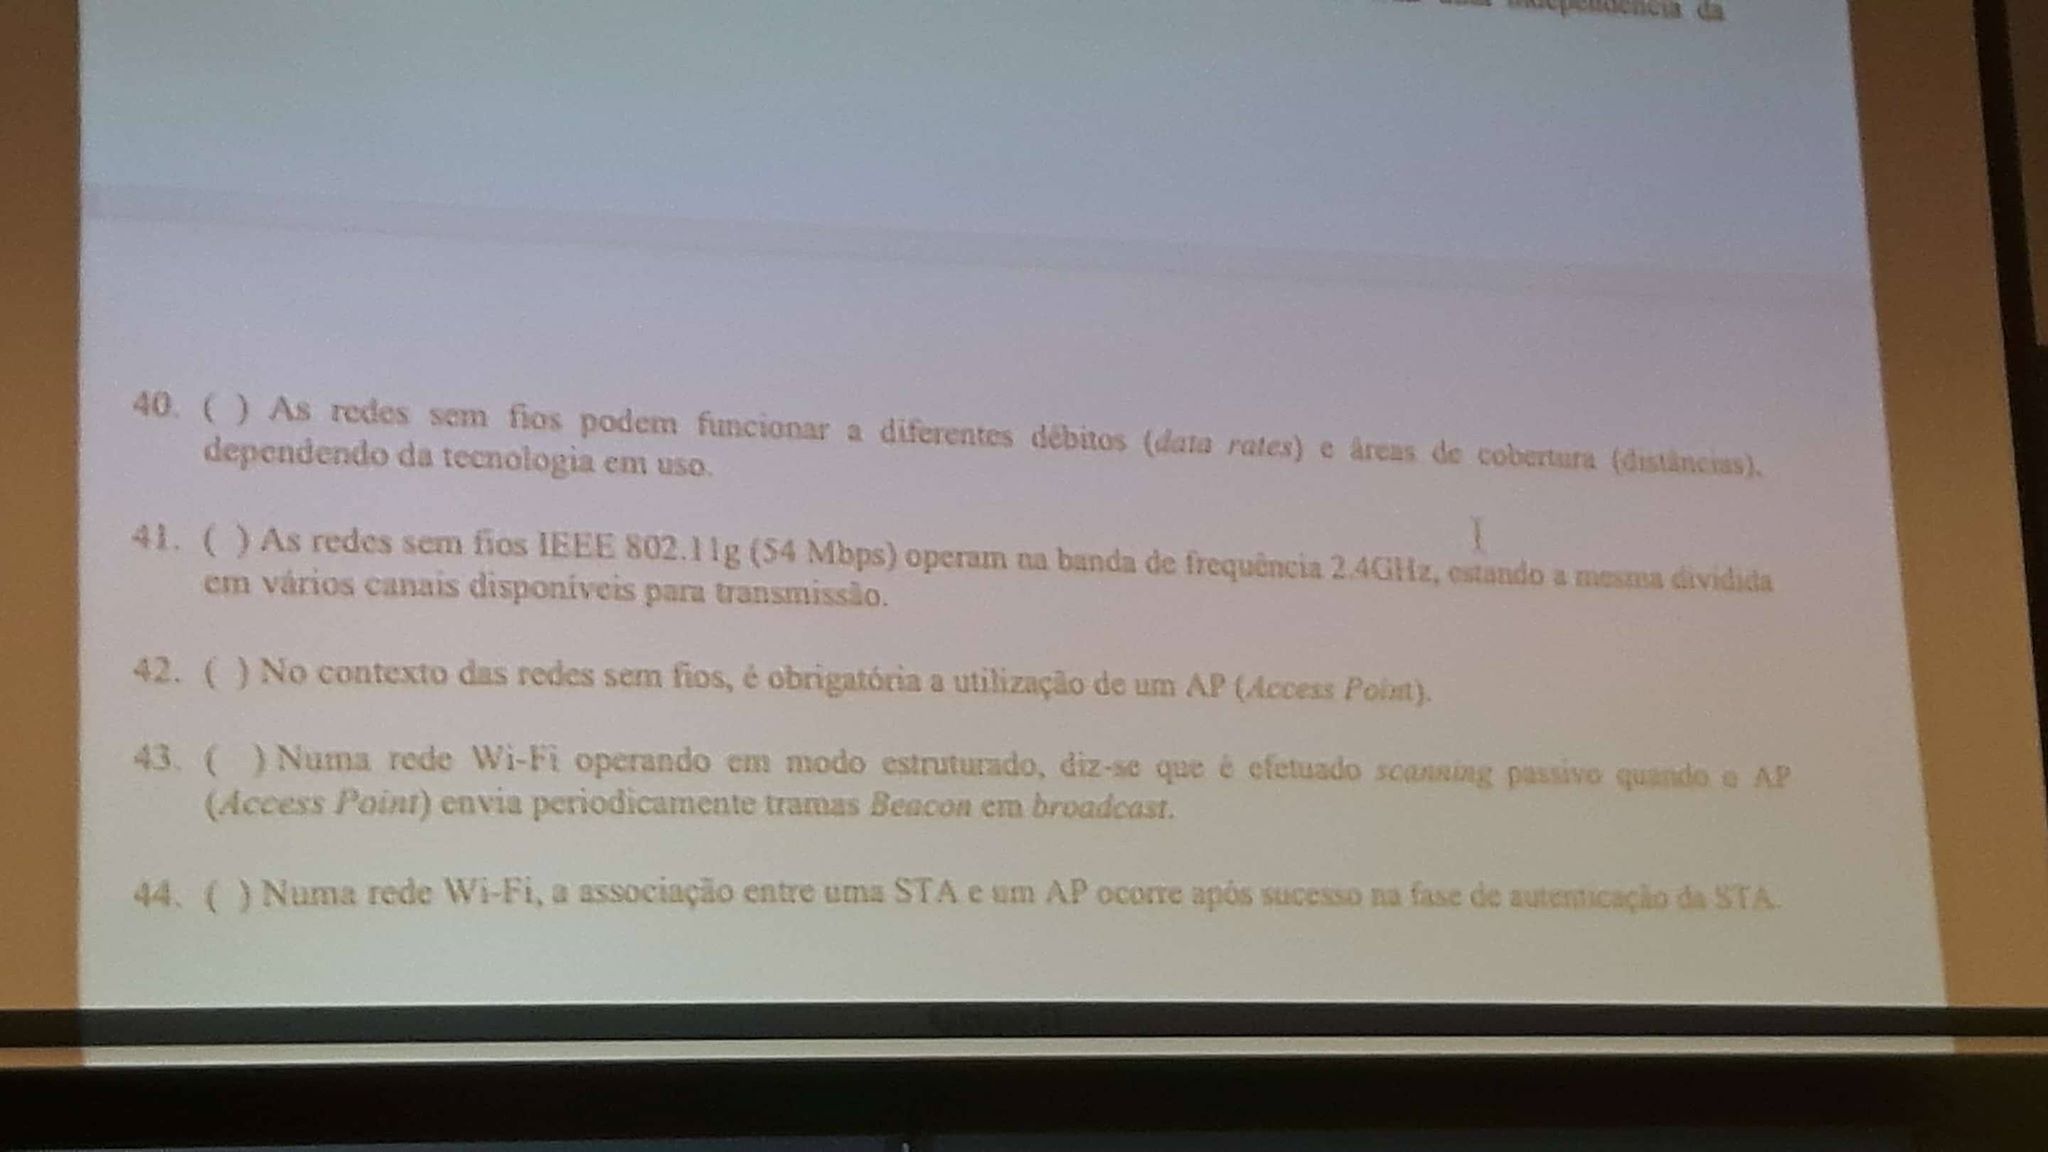 independência da
40. ( ) As redes sem fios podem funcionar a diferentes débitos (data rates) e áreas de cobertura (distâncias),
dependendo da tecnologia em uso.
41. ( ) As redes sem fios IEEE 802.11g (54 Mbps) operam na banda de frequência 2.4GHz, estando a mesma dividida
em vários canais disponíveis para transmissão.
42. ( ) No contexto das redes sem fios, é obrigatória a utilização de um AP (Access Point).
43. ( ) Numa rede Wi-Fi operando em modo estruturado, diz-se que é efetuado scanning passivo quando o AP
(Access Point) envia periodicamente tramas Beacon em broadcast.
44. ( ) Numa rede Wi-Fi, a associação entre uma STA e um AP ocorre após sucesso na fase de autenticação da STA.